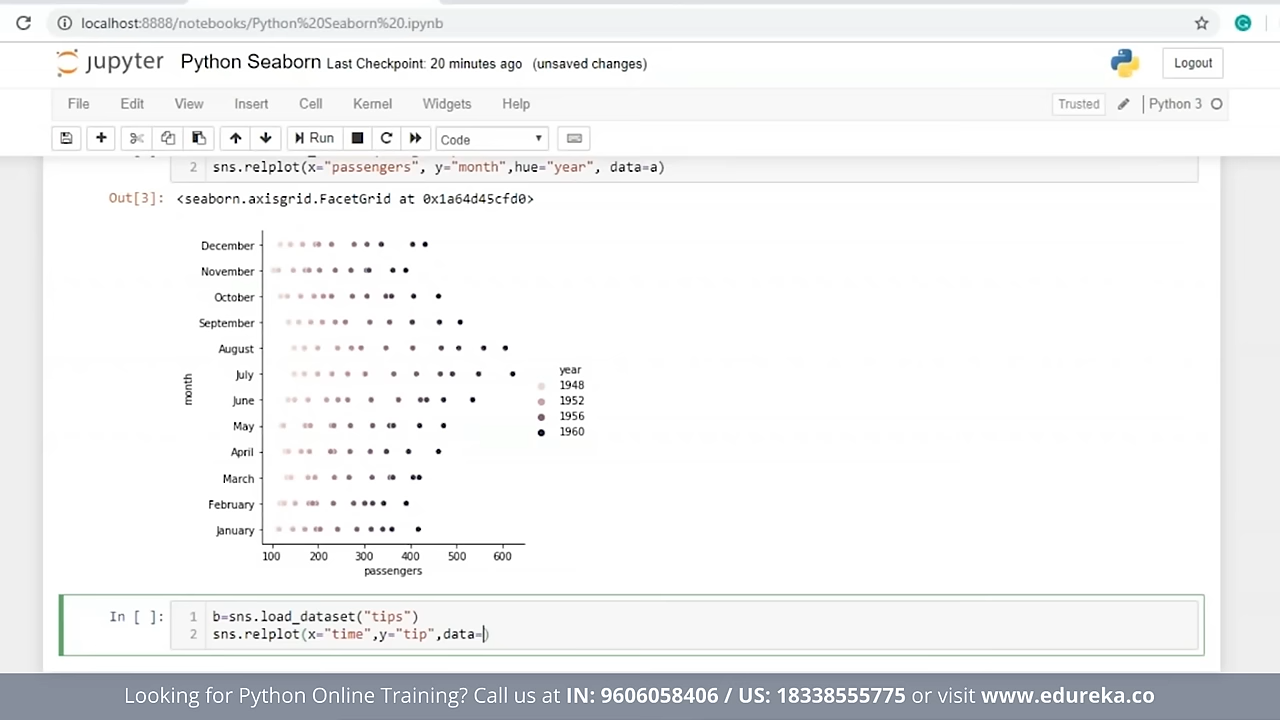 localhost:8888/notebooks/Python%20Seaborn%20.ipynb
jupyter Python Seaborn Last Checkpoint: 20 minutes ago (unsaved changes) Logout
File Edit View Insert Cell Kernel Widgets Help Trusted Python 3
Run Code
2 sns.relplot(x="passengers", y="month",hue="year", data=a)
Out[3]: <seaborn.axisgrid.FacetGrid at 0x1a64d45cfd0>
December
November
October
September
August
July
June
May
April
March
February
January
month
100 200 300 400 500 600
passengers
year
1948
1952
1956
1960
In [ ]: 1 b=sns.load_dataset("tips")
2 sns.relplot(x="time",y="tip",data=)
Looking for Python Online Training? Call us at IN: 9606058406 / US: 18338555775 or visit www.edureka.co